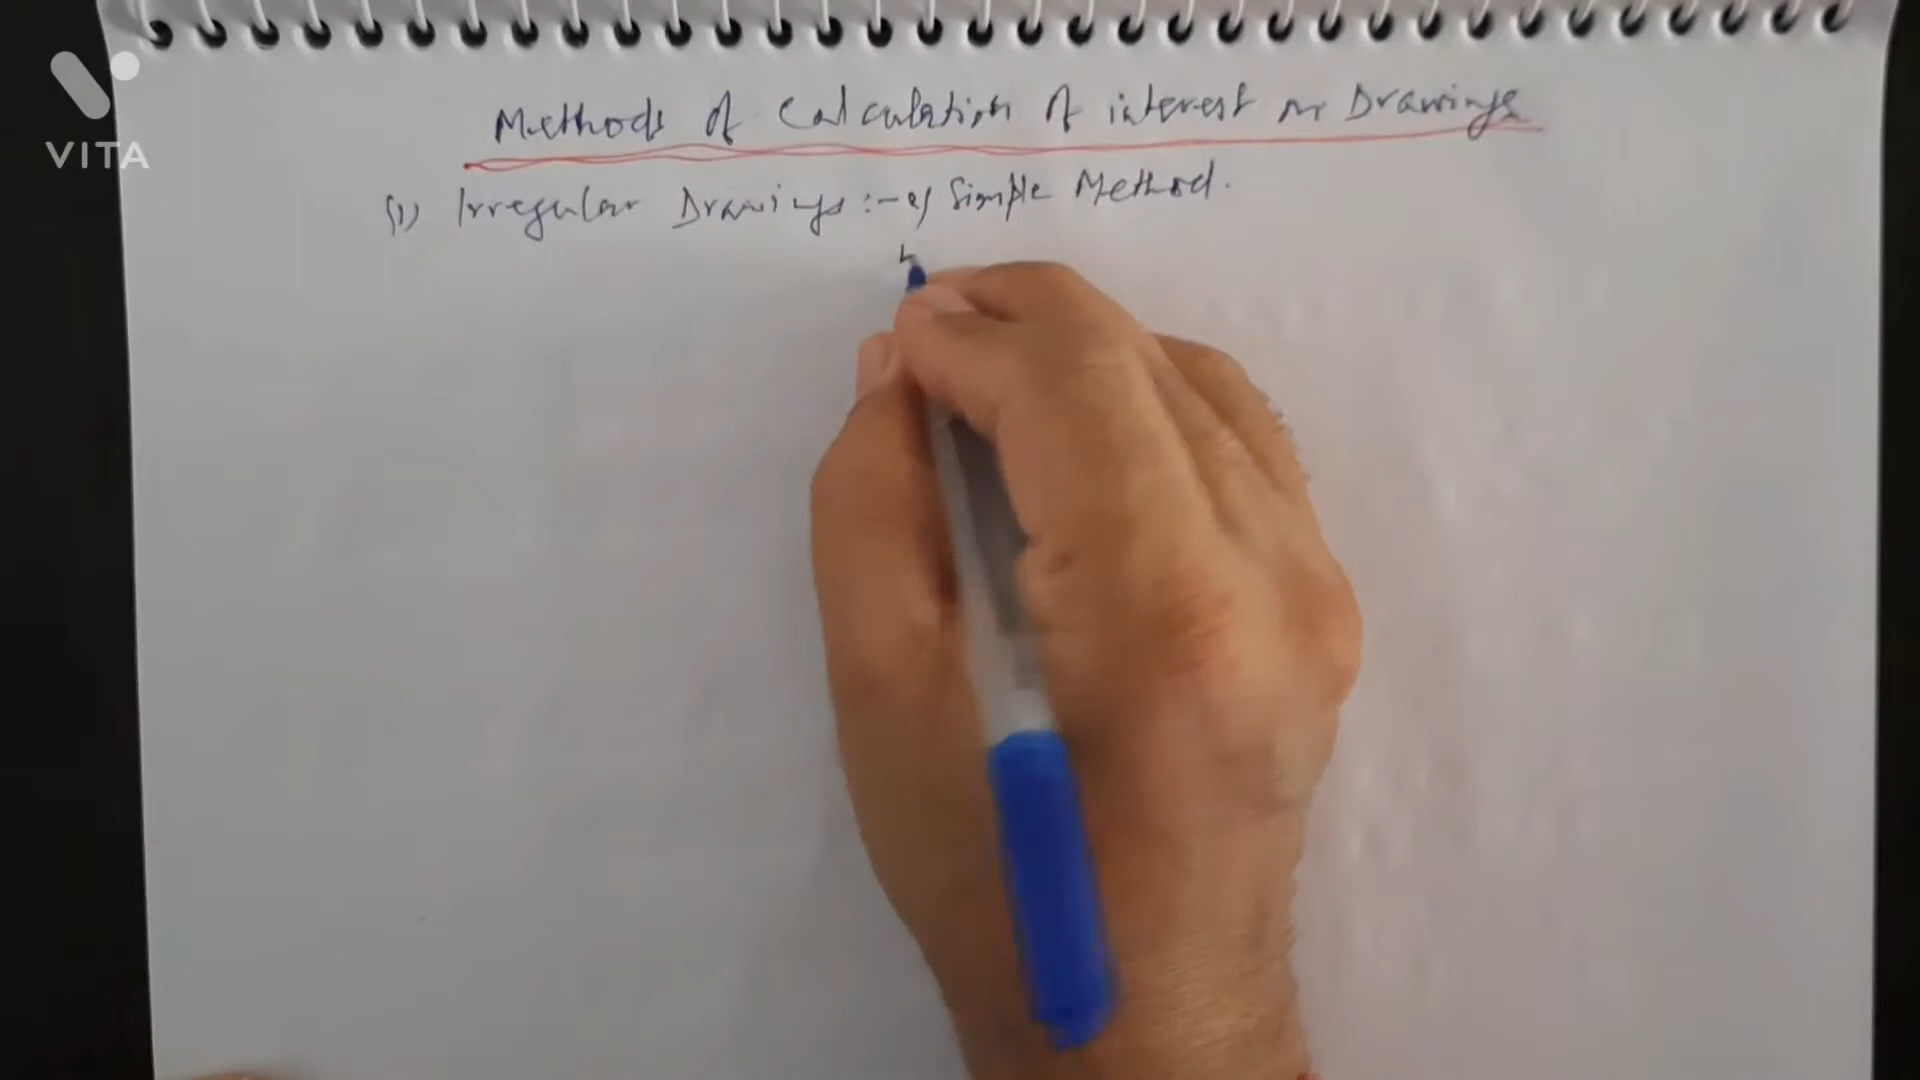 VITA
Methods of Calculation of interest on Drawings
(1) Irregular Drawings :- a) Simple Method.